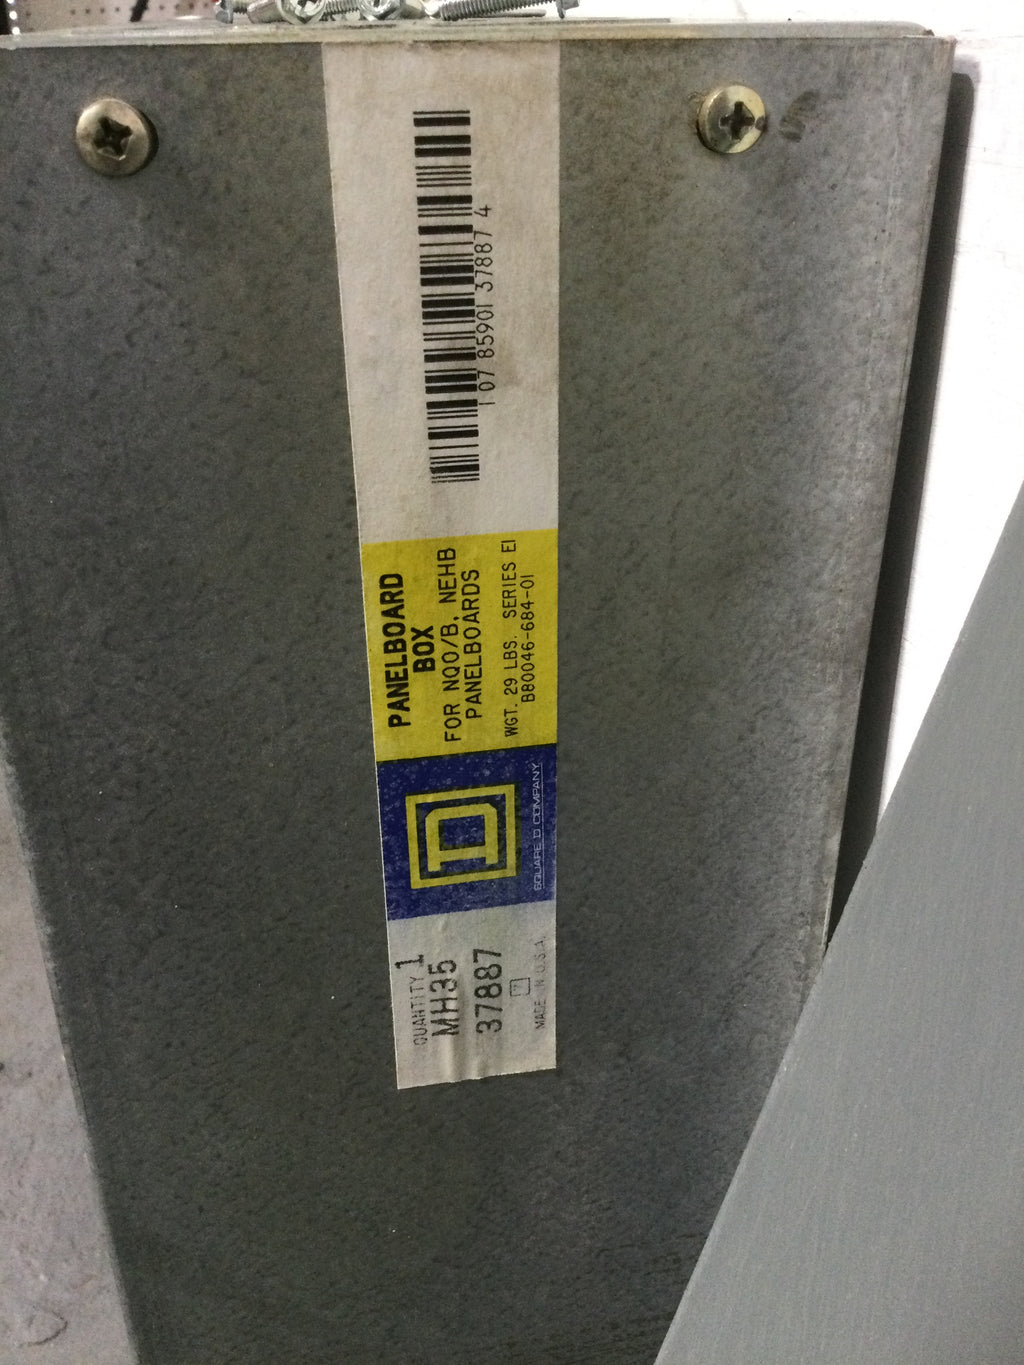 QUANTITY 1
MH35
37887
MADE IN U.S.A.
D
SQUARE D COMPANY
PANELBOARD
BOX
FOR NQO/B, NEHB
PANELBOARDS
WGT. 29 LBS. SERIES E1
B80046-684-01
1 07 85901 37887 4